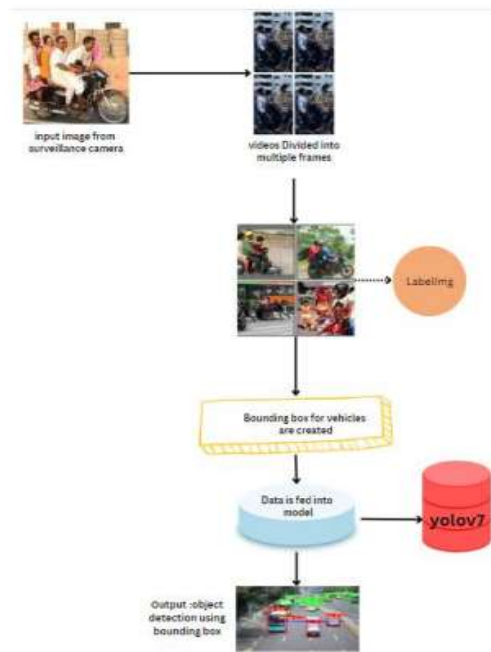 input image from
surveillance camera
videos Divided into
multiple frames
LabelImg
Bounding box for vehicles
are created
Data is fed into
model
yolov7
Output :object
detection using
bounding box